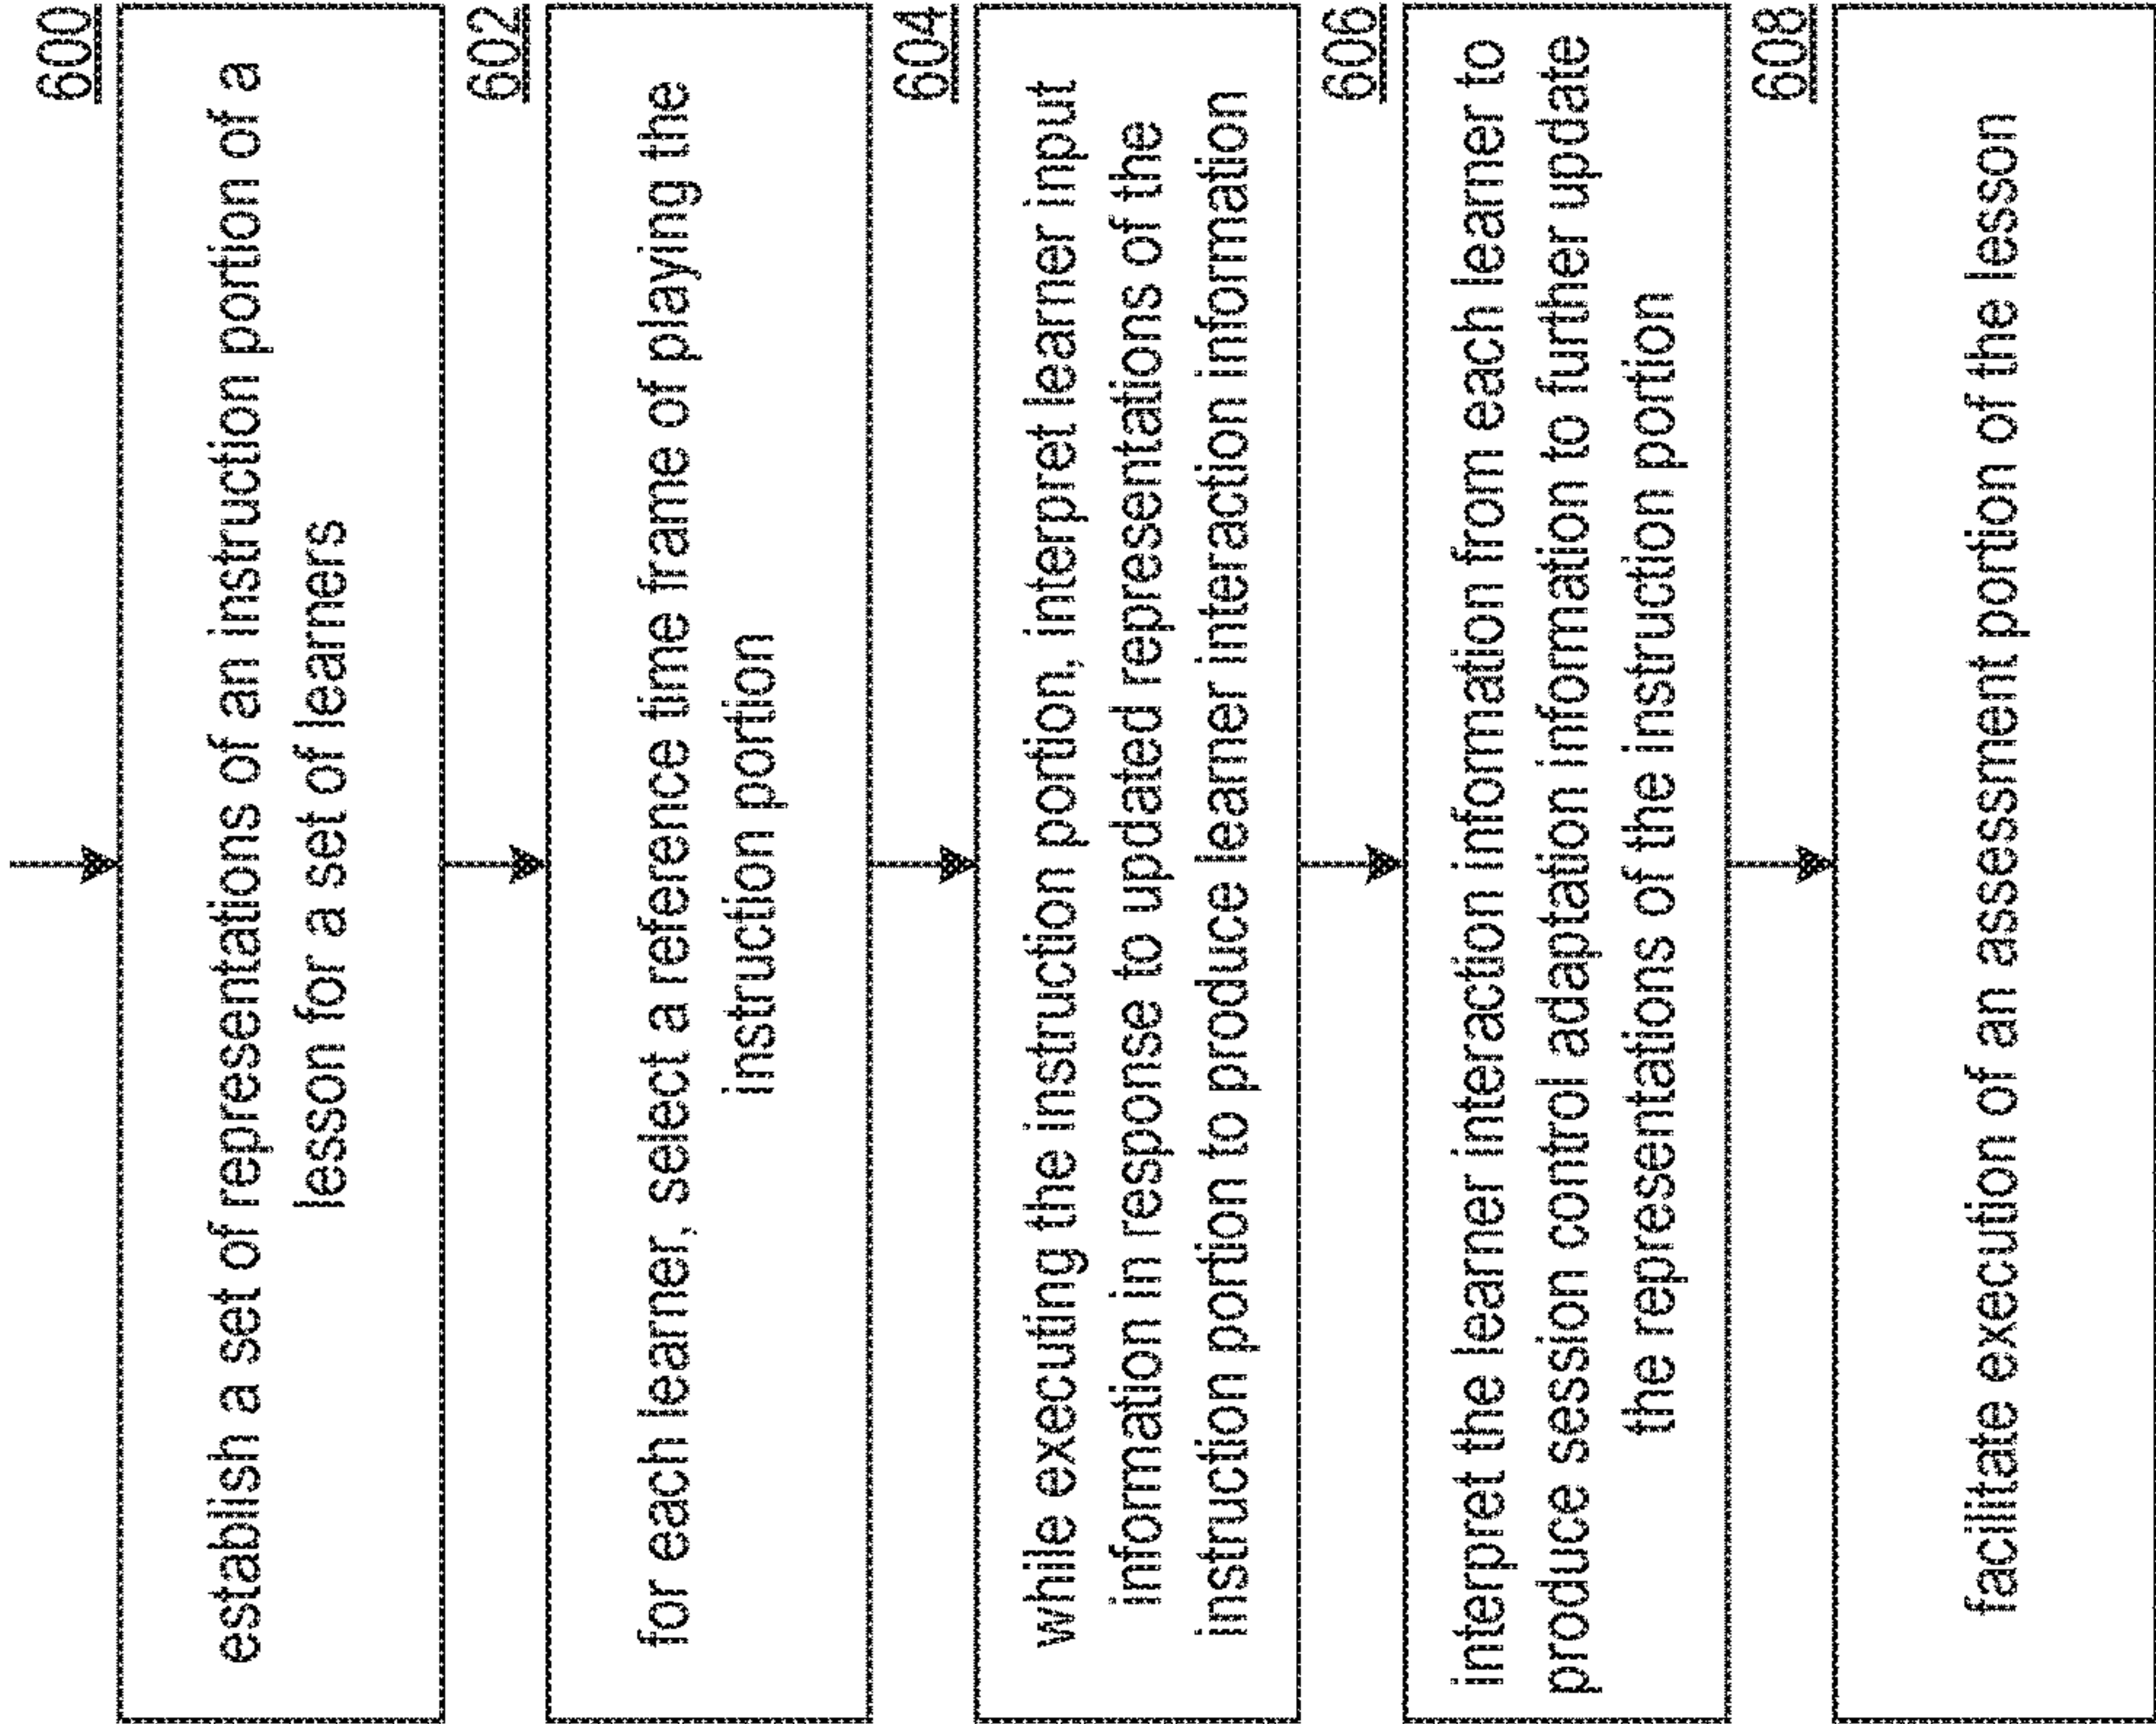 600
establish a set of representations of an instruction portion of a
lesson for a set of learners
602
for each learner, select a reference time frame of playing the
instruction portion
604
while executing the instruction portion, interpret learner input
information in response to updated representations of the
instruction portion to produce learner interaction information
606
interpret the learner interaction information from each learner to
produce session control adaptation information to further update
the representations of the instruction portion
608
facilitate execution of an assessment portion of the lesson